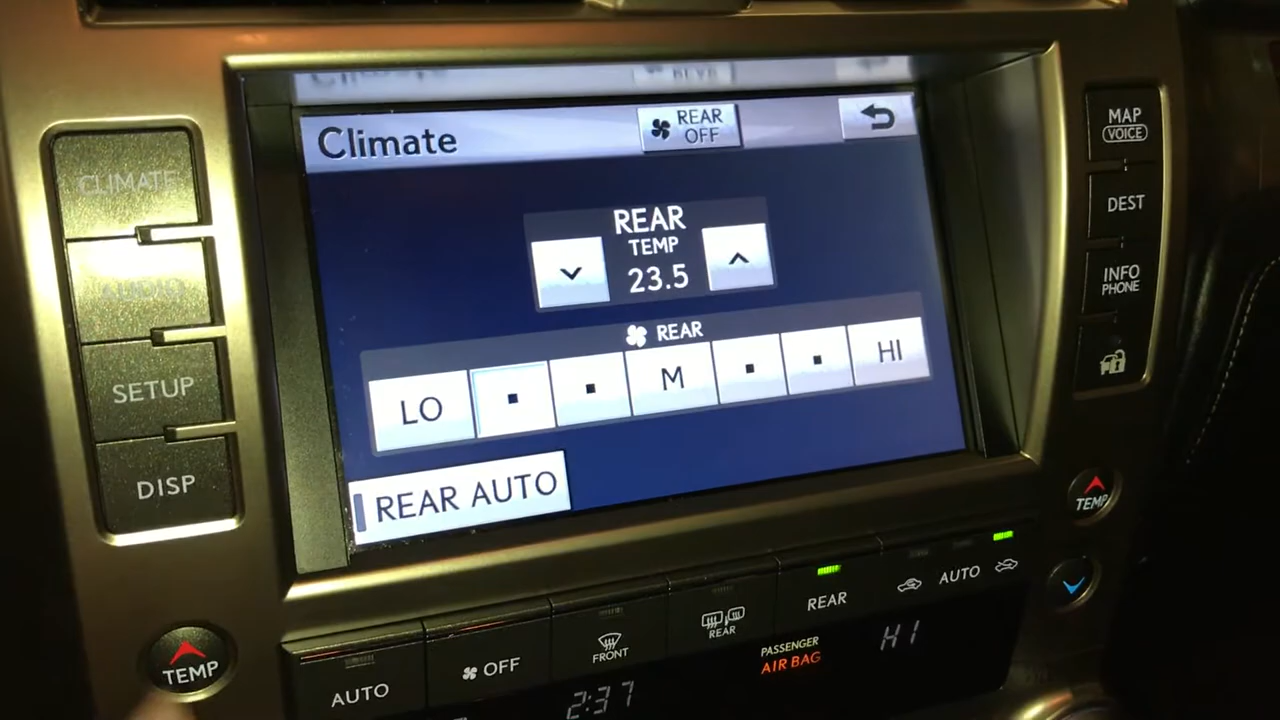 Climate
REAR
OFF
MAP
VOICE
CLIMATE
REAR
TEMP
23.5
DEST
AUDIO
INFO
PHONE
REAR
LO
M
HI
SETUP
REAR AUTO
DISP
TEMP
TEMP
AUTO
OFF
FRONT
REAR
REAR
AUTO
PASSENGER
AIR BAG
HI
2:37